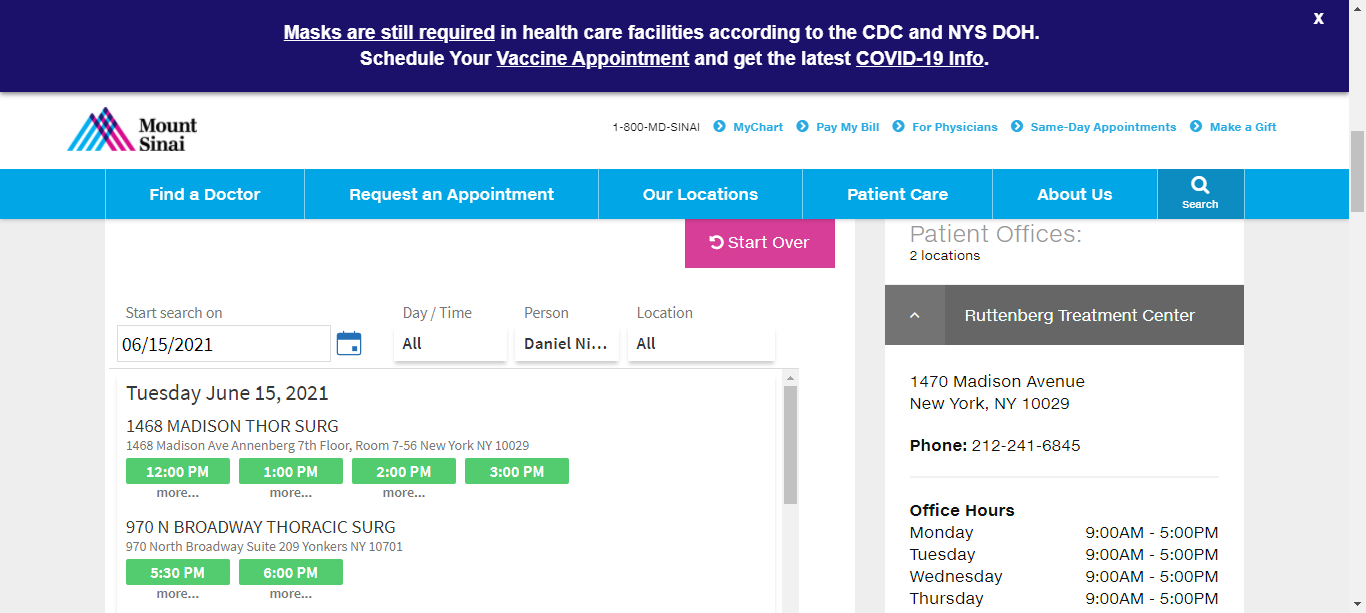 Masks are still required in health care facilities according to the CDC and NYS DOH.
Schedule Your Vaccine Appointment and get the latest COVID-19 Info.
X
Mount
Sinai
1-800-MD-SINAI MyChart Pay My Bill For Physicians Same-Day Appointments Make a Gift
Find a Doctor Request an Appointment Our Locations Patient Care About Us Search
Start Over
Start search on Day / Time Person Location
06/15/2021 All Daniel Ni... All
Tuesday June 15, 2021
1468 MADISON THOR SURG
1468 Madison Ave Annenberg 7th Floor, Room 7-56 New York NY 10029
12:00 PM 1:00 PM 2:00 PM 3:00 PM
more... more... more...
970 N BROADWAY THORACIC SURG
970 North Broadway Suite 209 Yonkers NY 10701
5:30 PM 6:00 PM
more... more...
Patient Offices:
2 locations
Ruttenberg Treatment Center
1470 Madison Avenue
New York, NY 10029
Phone: 212-241-6845
Office Hours
Monday 9:00AM - 5:00PM
Tuesday 9:00AM - 5:00PM
Wednesday 9:00AM - 5:00PM
Thursday 9:00AM - 5:00PM